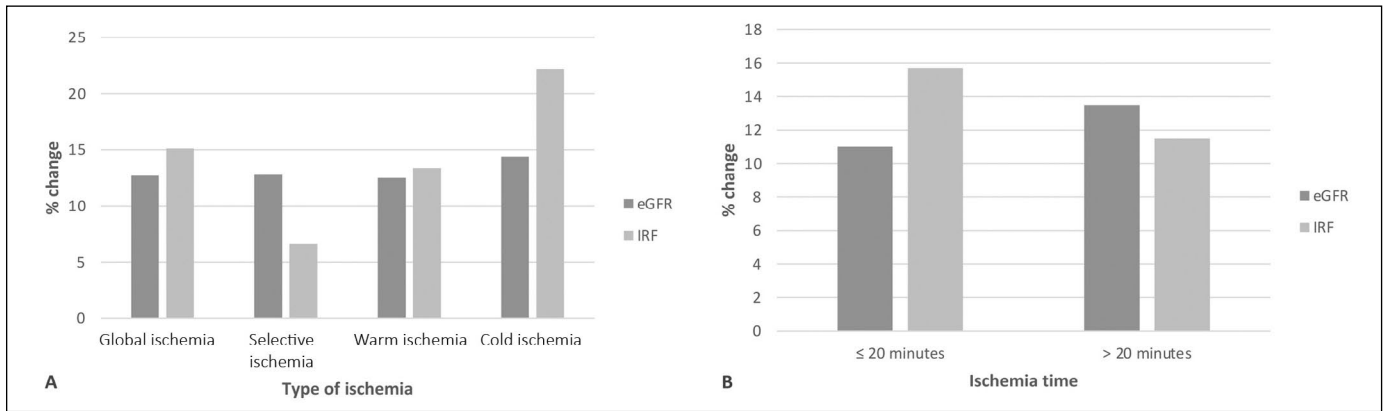 25
20
15
10
5
0
% change
Global ischemia
Selective
ischemia
Warm ischemia
Cold ischemia
eGFR
IRF
A
Type of ischemia
18
16
14
12
10
8
6
4
2
0
% change
≤ 20 minutes
> 20 minutes
eGFR
IRF
B
Ischemia time